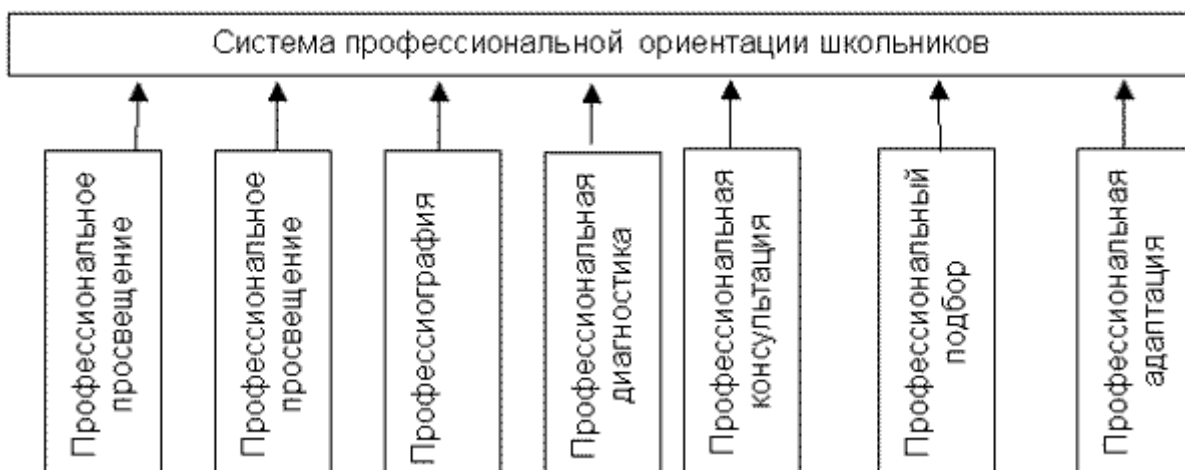 Система профессиональной ориентации школьников
Профессиональное
просвещение
Профессиональное
просвещение
Профессиография
Профессиональная
диагностика
Профессиональная
консультация
Профессиональный
подбор
Профессиональная
адаптация